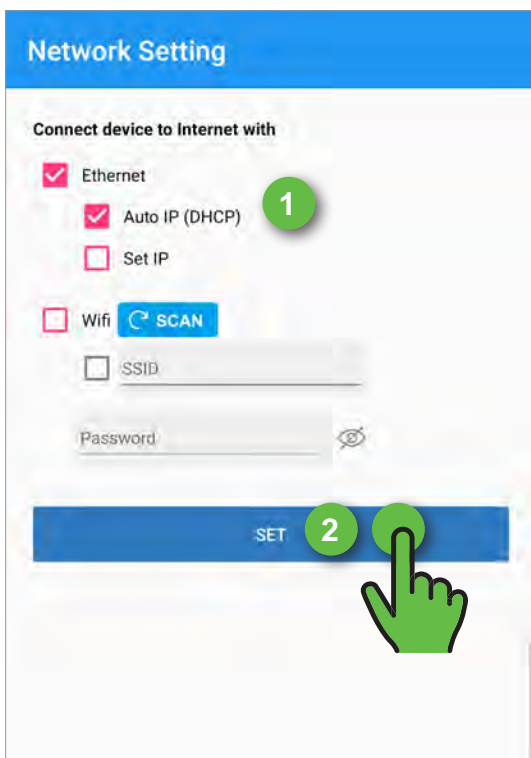 Network Setting
Connect device to Internet with
Ethernet
Auto IP (DHCP)
1
Set IP
Wifi SCAN
SSID
Password
SET 2